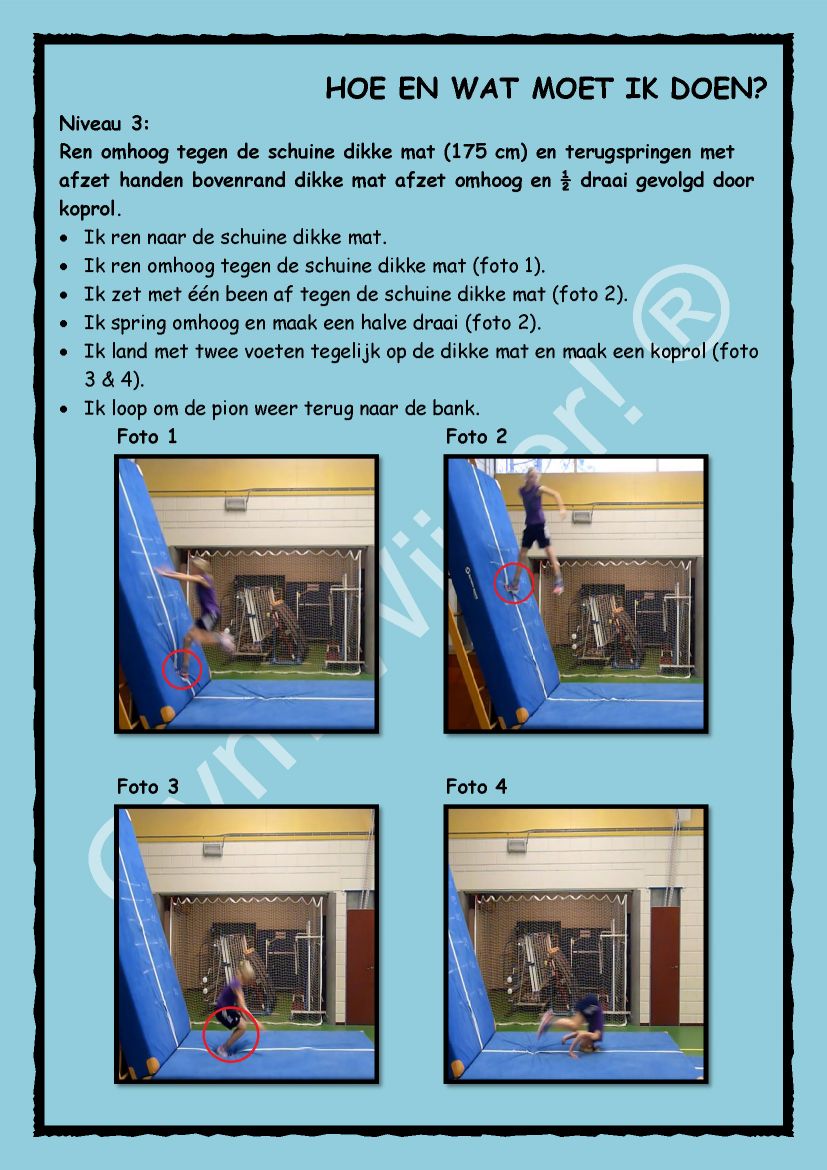 HOE EN WAT MOET IK DOEN?
Niveau 3:
Ren omhoog tegen de schuine dikke mat (175 cm) en terugspringen met
afzet handen bovenrand dikke mat afzet omhoog en ½ draai gevolgd door
koprol.
• Ik ren naar de schuine dikke mat.
• Ik ren omhoog tegen de schuine dikke mat (foto 1).
• Ik zet met één been af tegen de schuine dikke mat (foto 2).
• Ik spring omhoog en maak een halve draai (foto 2).
• Ik land met twee voeten tegelijk op de dikke mat en maak een koprol (foto
3 & 4).
• Ik loop om de pion weer terug naar de bank.
Foto 1
Foto 2
Foto 3
Foto 4